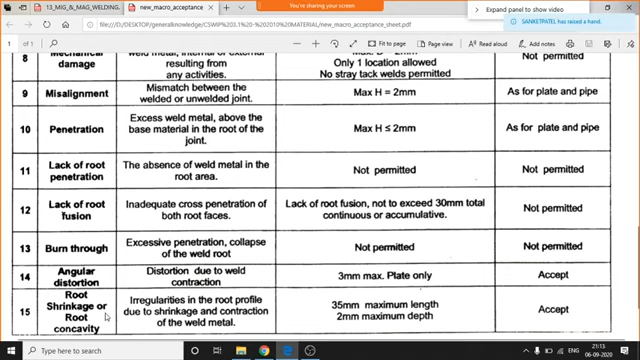 You're sharing your screen
Expand panel to show video
SANKETPATEL has raised a hand.
13_MIG_&_MAG_WELDING.
new_macro_acceptance_sheet.pdf
file:///D:/DESKTOP/generalknowledge/CSWIP%203.1%20-%202010%20MATERIAL/new_macro_acceptance_sheet.pdf
1 of 1
Page view
Read aloud
Add notes
8 Mechanical damage
weld metal, internal or external resulting from any activities.
Only 1 location allowed
No stray tack welds permitted
Not permitted
9 Misalignment
Mismatch between the welded or unwelded joint.
Max H = 2mm
As for plate and pipe
10 Penetration
Excess weld metal, above the base material in the root of the joint.
Max H ≤ 2mm
As for plate and pipe
11 Lack of root penetration
The absence of weld metal in the root area.
Not permitted
Not permitted
12 Lack of root fusion
Inadequate cross penetration of both root faces.
Lack of root fusion, not to exceed 30mm total continuous or accumulative.
Not permitted
13 Burn through
Excessive penetration, collapse of the weld root
Not permitted
Not permitted
14 Angular distortion
Distortion due to weld contraction
3mm max. Plate only
Accept
15 Root Shrinkage or Root concavity
Irregularities in the root profile due to shrinkage and contraction of the weld metal.
35mm maximum length
2mm maximum depth
Accept
Type here to search
ENG
21:13
06-09-2020